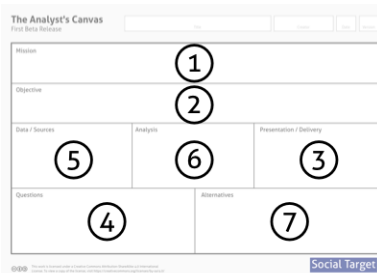 The Analyst's Canvas
First Beta Release
Title
Mission
1
Objective
2
Data / Sources
5
Analysis
6
Presentation / Delivery
3
Questions
4
Alternatives
7
Social Target